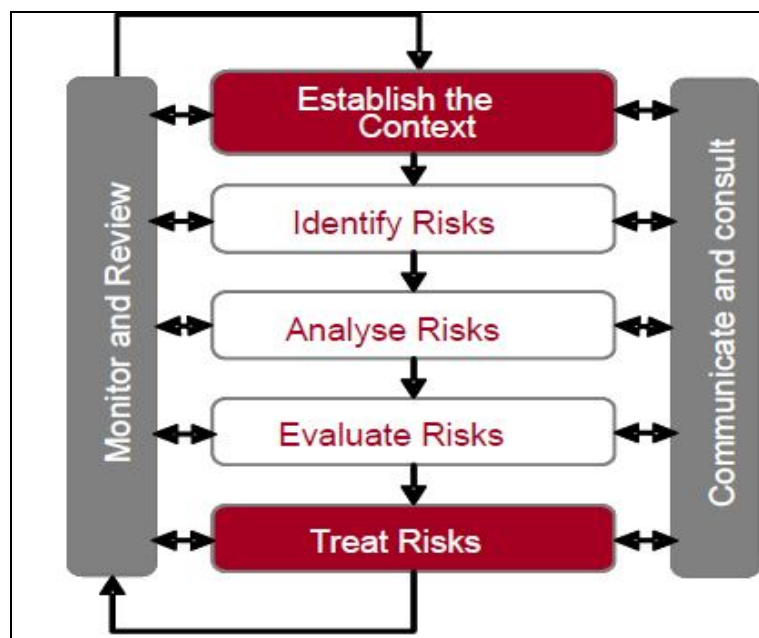 Establish the
Context
Identify Risks
Analyse Risks
Evaluate Risks
Treat Risks
Monitor and Review
Communicate and consult